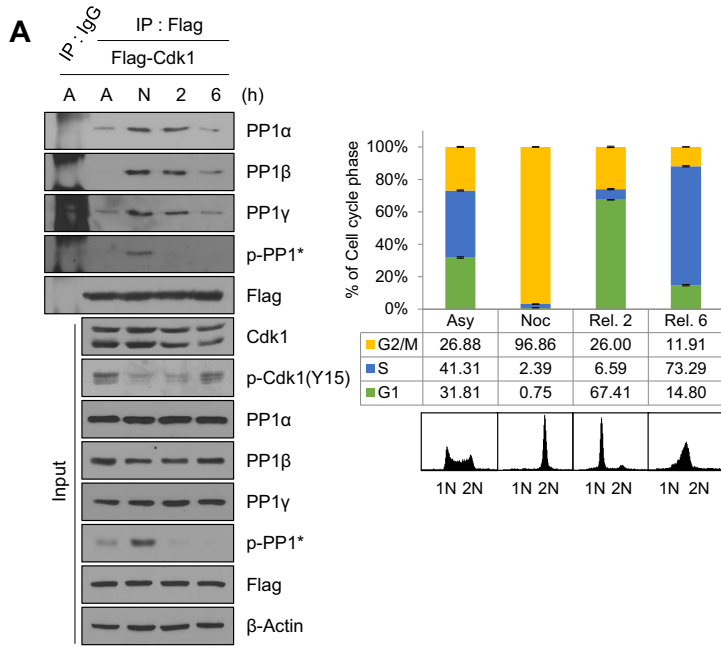 A
IP : IgG
IP : Flag
Flag-Cdk1
A A N 2 6 (h)
PP1α
PP1β
PP1γ
p-PP1*
Flag
Input
Cdk1
p-Cdk1(Y15)
PP1α
PP1β
PP1γ
p-PP1*
Flag
β-Actin
% of Cell cycle phase
100%
80%
60%
40%
20%
0%
Asy Noc Rel. 2 Rel. 6
G2/M 26.88 96.86 26.00 11.91
S 41.31 2.39 6.59 73.29
G1 31.81 0.75 67.41 14.80
1N 2N 1N 2N 1N 2N 1N 2N